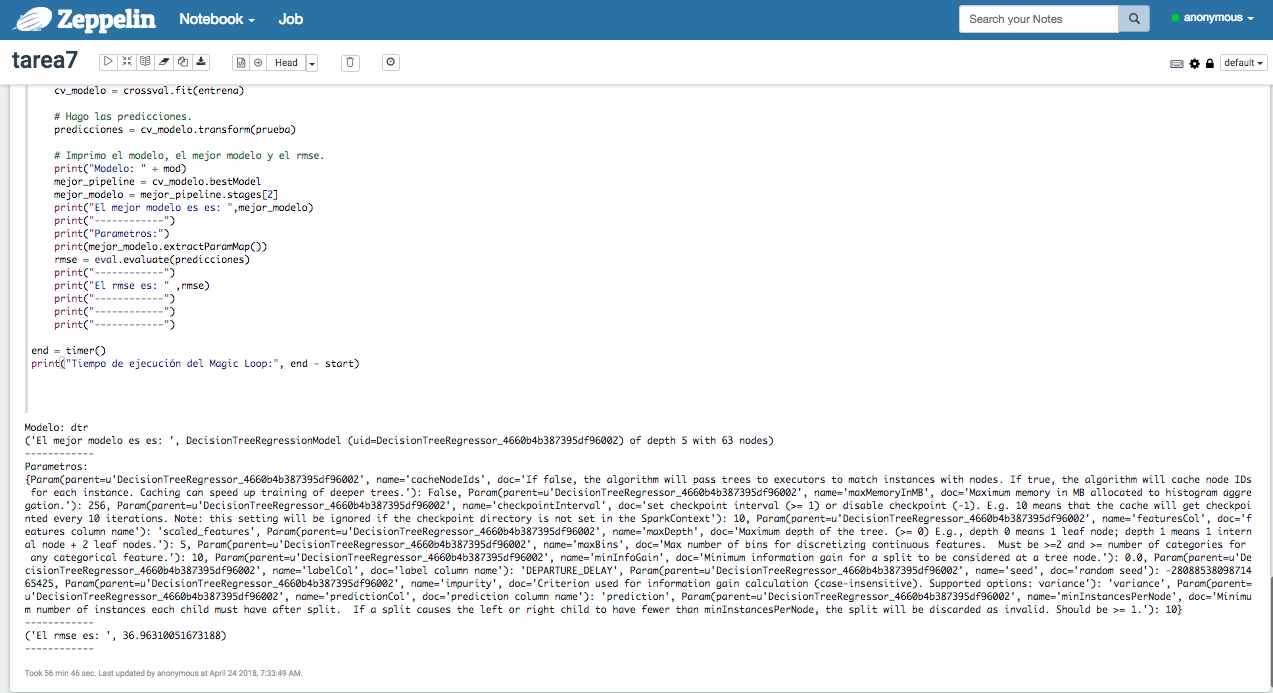 Zeppelin Notebook Job Search your Notes anonymous
tarea7 Head default
cv_modelo = crossval.fit(entrena)
# Hago las predicciones.
predicciones = cv_modelo.transform(prueba)
# Imprimo el modelo, el mejor modelo y el rmse.
print("Modelo: " + mod)
mejor_pipeline = cv_modelo.bestModel
mejor_modelo = mejor_pipeline.stages[2]
print("El mejor modelo es es: ",mejor_modelo)
print("------------")
print("Parametros:")
print(mejor_modelo.extractParamMap())
rmse = eval.evaluate(predicciones)
print("------------")
print("El rmse es: " ,rmse)
print("------------")
print("------------")
print("------------")
end = timer()
print("Tiempo de ejecución del Magic Loop:", end - start)
Modelo: dtr
('El mejor modelo es es: ', DecisionTreeRegressionModel (uid=DecisionTreeRegressor_4660b4b387395df96002) of depth 5 with 63 nodes)
------------
Parametros:
{Param(parent=u'DecisionTreeRegressor_4660b4b387395df96002', name='cacheNodeIds', doc='If false, the algorithm will pass trees to executors to match instances with nodes. If true, the algorithm will cache node IDs
for each instance. Caching can speed up training of deeper trees.'): False, Param(parent=u'DecisionTreeRegressor_4660b4b387395df96002', name='maxMemoryInMB', doc='Maximum memory in MB allocated to histogram aggre
gation.'): 256, Param(parent=u'DecisionTreeRegressor_4660b4b387395df96002', name='checkpointInterval', doc='set checkpoint interval (>= 1) or disable checkpoint (-1). E.g. 10 means that the cache will get checkpoi
nted every 10 iterations. Note: this setting will be ignored if the checkpoint directory is not set in the SparkContext'): 10, Param(parent=u'DecisionTreeRegressor_4660b4b387395df96002', name='featuresCol', doc='f
eatures column name'): 'scaled_features', Param(parent=u'DecisionTreeRegressor_4660b4b387395df96002', name='maxDepth', doc='Maximum depth of the tree. (>= 0) E.g., depth 0 means 1 leaf node; depth 1 means 1 intern
al node + 2 leaf nodes.'): 5, Param(parent=u'DecisionTreeRegressor_4660b4b387395df96002', name='maxBins', doc='Max number of bins for discretizing continuous features.  Must be >=2 and >= number of categories for
any categorical feature.'): 10, Param(parent=u'DecisionTreeRegressor_4660b4b387395df96002', name='minInfoGain', doc='Minimum information gain for a split to be considered at a tree node.'): 0.0, Param(parent=u'De
cisionTreeRegressor_4660b4b387395df96002', name='labelCol', doc='label column name'): 'DEPARTURE_DELAY', Param(parent=u'DecisionTreeRegressor_4660b4b387395df96002', name='seed', doc='random seed'): -28088538098714
65425, Param(parent=u'DecisionTreeRegressor_4660b4b387395df96002', name='impurity', doc='Criterion used for information gain calculation (case-insensitive). Supported options: variance'): 'variance', Param(parent=
u'DecisionTreeRegressor_4660b4b387395df96002', name='predictionCol', doc='prediction column name'): 'prediction', Param(parent=u'DecisionTreeRegressor_4660b4b387395df96002', name='minInstancesPerNode', doc='Minimu
m number of instances each child must have after split.  If a split causes the left or right child to have fewer than minInstancesPerNode, the split will be discarded as invalid. Should be >= 1.'): 10}
------------
('El rmse es: ', 36.96310051673188)
------------
Took 56 min 46 sec. Last updated by anonymous at April 24 2018, 7:33:49 AM.